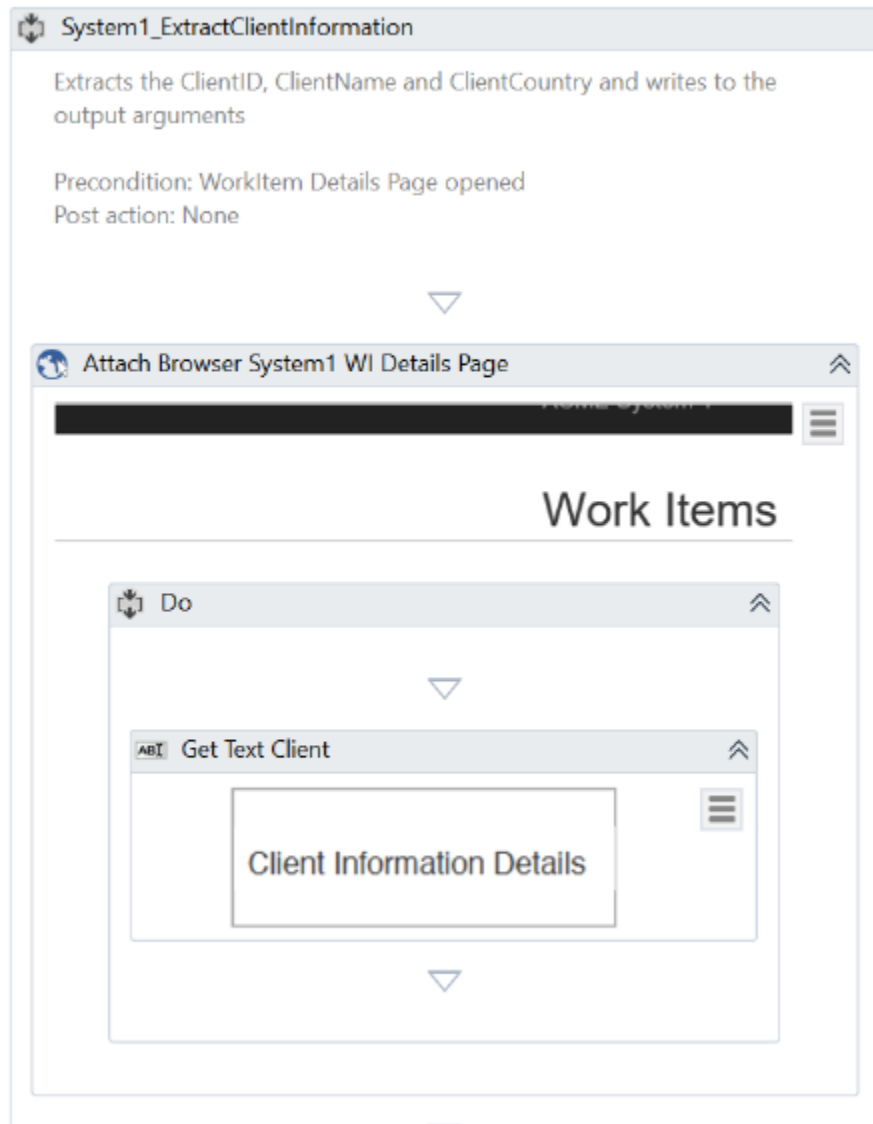 System1_ExtractClientInformation
Extracts the ClientID, ClientName and ClientCountry and writes to the
output arguments
Precondition: WorkItem Details Page opened
Post action: None
Attach Browser System1 WI Details Page
Work Items
Do
ABI Get Text Client
Client Information Details